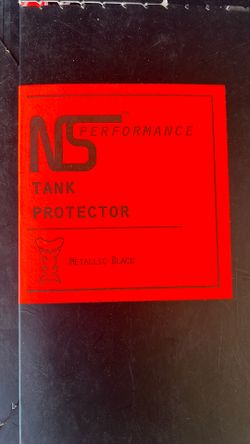 NS PERFORMANCE
TANK
PROTECTOR
METALLIC BLACK